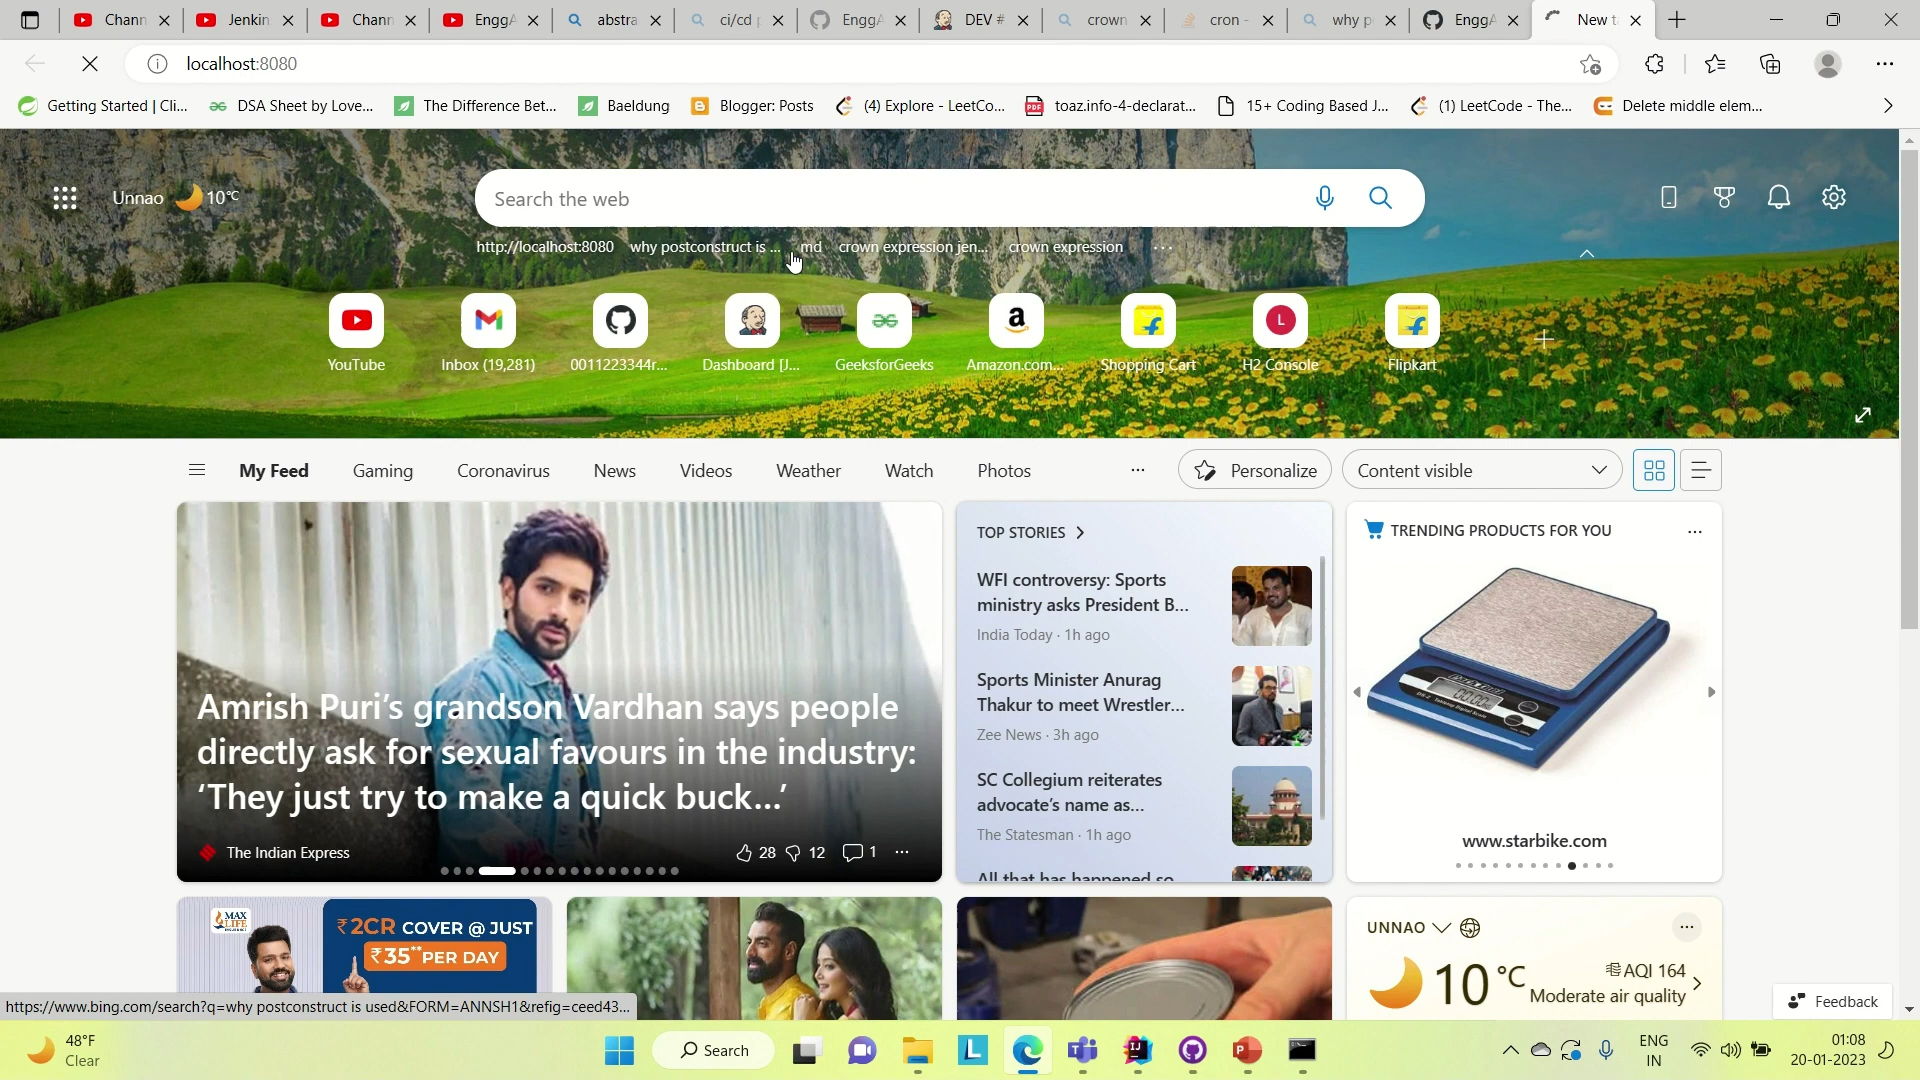 Chann
Jenkin
Chann
EnggA
abstra
ci/cd p
EnggA
DEV #
crown
cron -
why p
EnggA
New ta
localhost:8080
Getting Started | Cli...
DSA Sheet by Love...
The Difference Bet...
Baeldung
Blogger: Posts
(4) Explore - LeetCo...
toaz.info-4-declarat...
15+ Coding Based J...
(1) LeetCode - The...
Delete middle elem...
Unnao 10°C
Search the web
http://localhost:8080 why postconstruct is ... md crown expression jen... crown expression ...
YouTube
Inbox (19,281)
0011223344r...
Dashboard [J...
GeeksforGeeks
Amazon.com...
Shopping Cart
H2 Console
Flipkart
My Feed
Gaming
Coronavirus
News
Videos
Weather
Watch
Photos
...
Personalize
Content visible
Amrish Puri's grandson Vardhan says people
directly ask for sexual favours in the industry:
'They just try to make a quick buck...'
The Indian Express
28 12 1 ...
TOP STORIES
WFI controversy: Sports
ministry asks President B...
India Today · 1h ago
Sports Minister Anurag
Thakur to meet Wrestler...
Zee News · 3h ago
SC Collegium reiterates
advocate's name as...
The Statesman · 1h ago
All that has happened so
TRENDING PRODUCTS FOR YOU
www.starbike.com
MAX
LIFE
₹2CR COVER @ JUST
₹35** PER DAY
UNNAO
10 °C
AQI 164
Moderate air quality
Feedback
https://www.bing.com/search?q=why postconstruct is used&FORM=ANNSH1&refig=ceed43...
48°F
Clear
Search
ENG
IN
01:08
20-01-2023